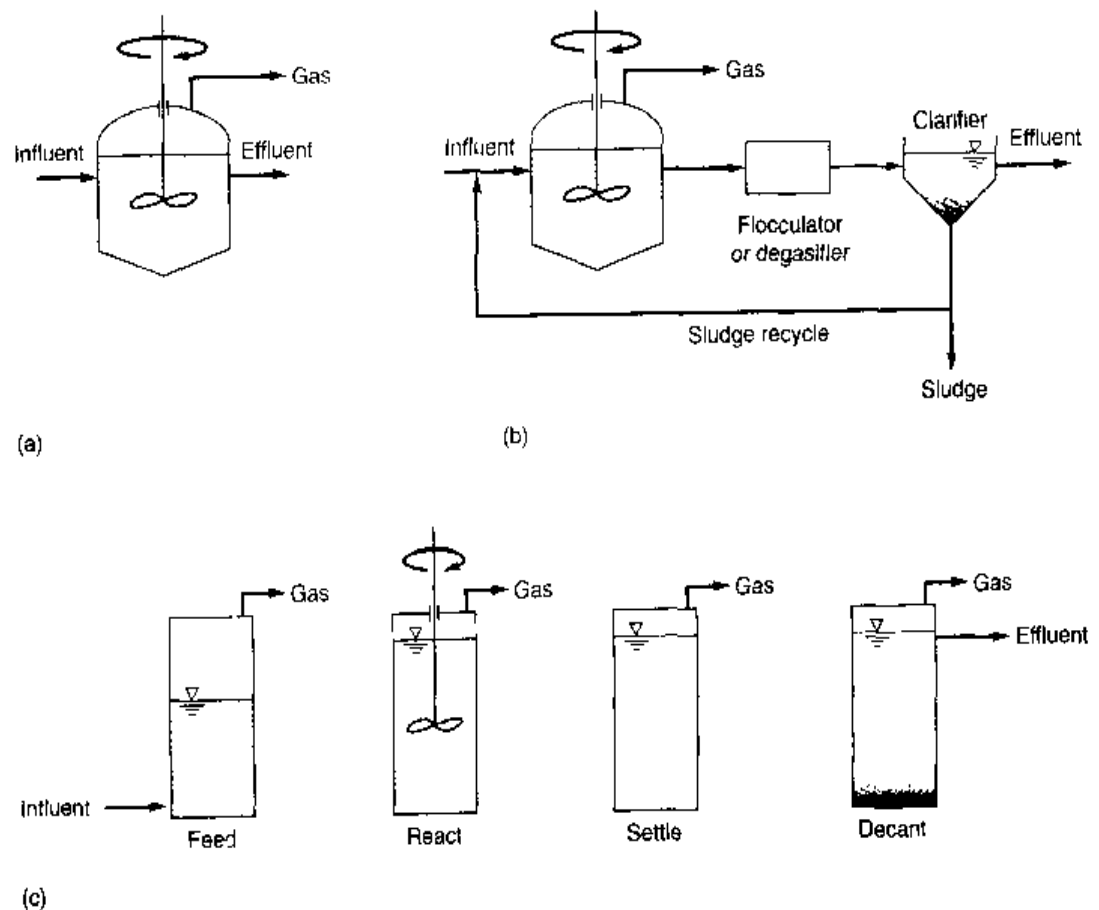 Gas
Influent
Effluent
(a)
Gas
Influent
Clarifier
Effluent
Flocculator
or degasifier
Sludge recycle
Sludge
(b)
Gas
Influent
Feed
Gas
React
Gas
Settle
Gas
Effluent
Decant
(c)